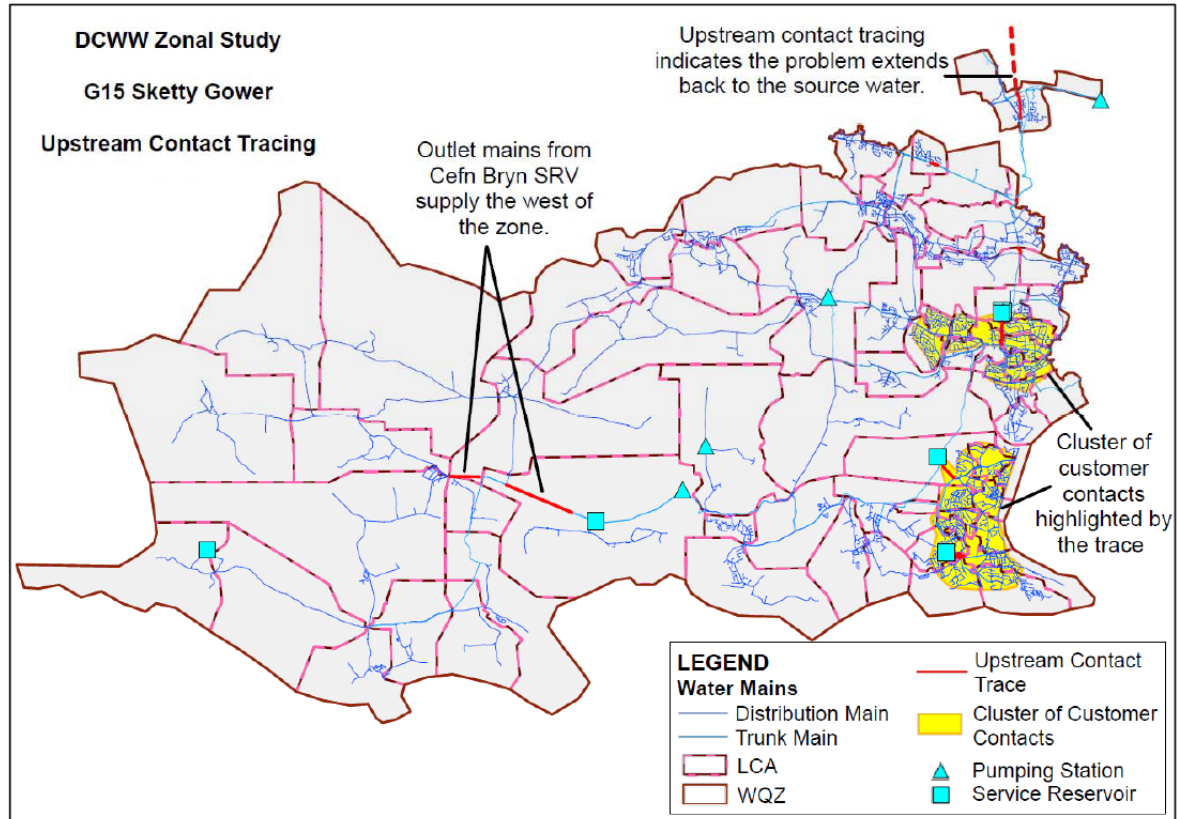 DCWW Zonal Study
G15 Sketty Gower
Upstream Contact Tracing
Upstream contact tracing
indicates the problem extends
back to the source water.
Outlet mains from
Cefn Bryn SRV
supply the west of
the zone.
Cluster of
customer
contacts
highlighted by
the trace
LEGEND
Water Mains
Distribution Main
Trunk Main
LCA
WQZ
Upstream Contact
Trace
Cluster of Customer
Contacts
Pumping Station
Service Reservoir